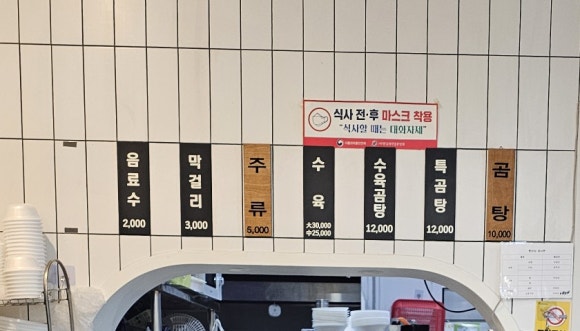 식사 전·후 마스크 착용
"식사할 때는 대화자제"
음료수
2,000
막걸리
3,000
주류
5,000
수육
大30,000
中25,000
수육곰탕
12,000
특곰탕
12,000
곰탕
10,000